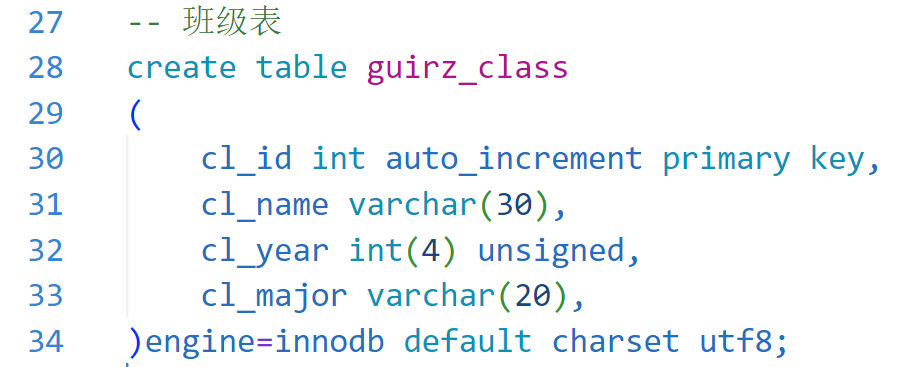 27 -- 班级表
28 create table guirz_class
29 (
30 cl_id int auto_increment primary key,
31 cl_name varchar(30),
32 cl_year int(4) unsigned,
33 cl_major varchar(20),
34 )engine=innodb default charset utf8;